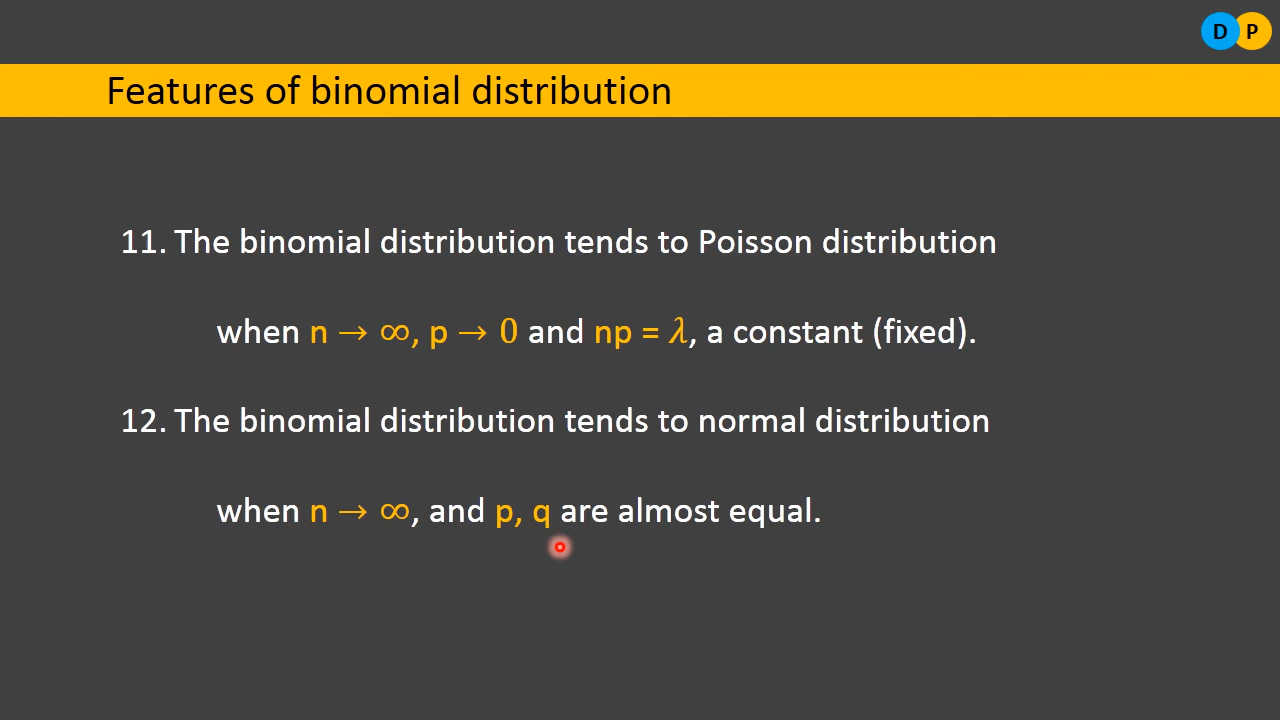 D P
Features of binomial distribution
11. The binomial distribution tends to Poisson distribution
when n → ∞, p → 0 and np = λ, a constant (fixed).
12. The binomial distribution tends to normal distribution
when n → ∞, and p, q are almost equal.